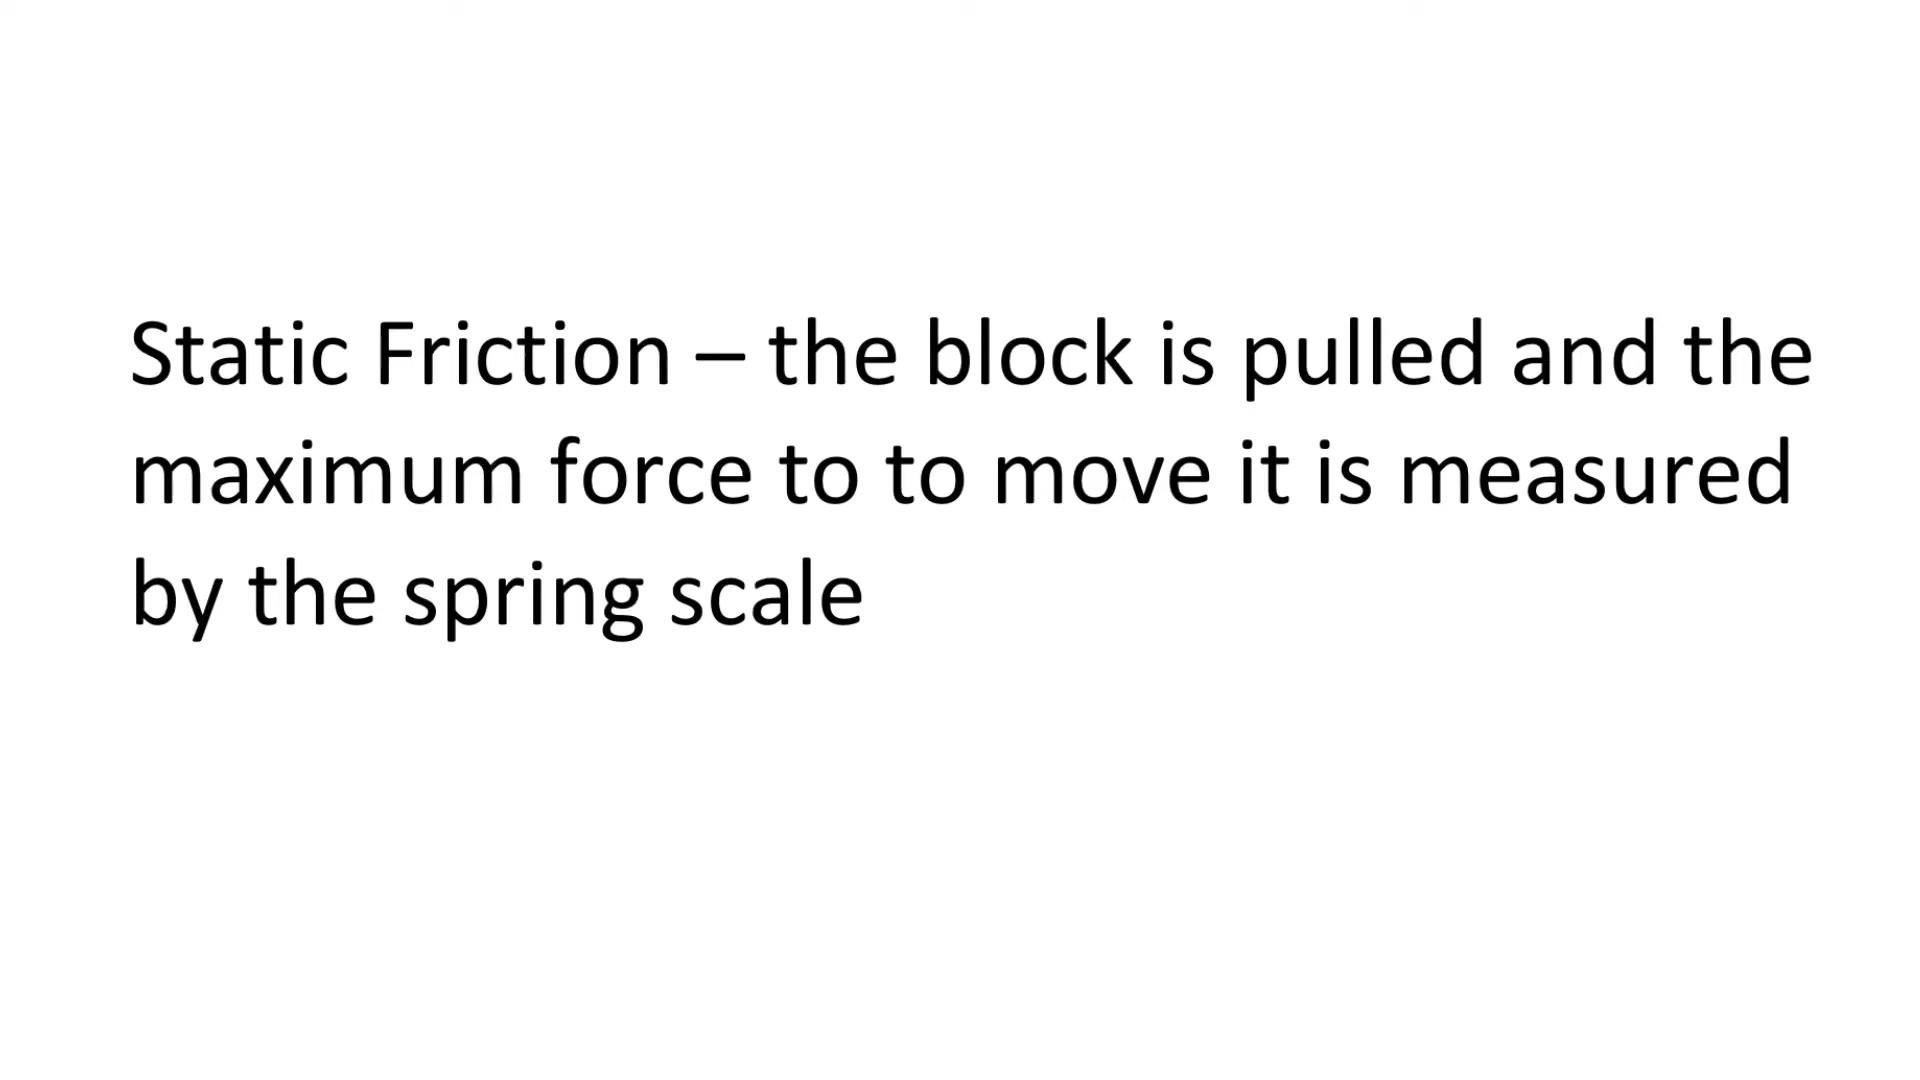 Static Friction – the block is pulled and the
maximum force to to move it is measured
by the spring scale